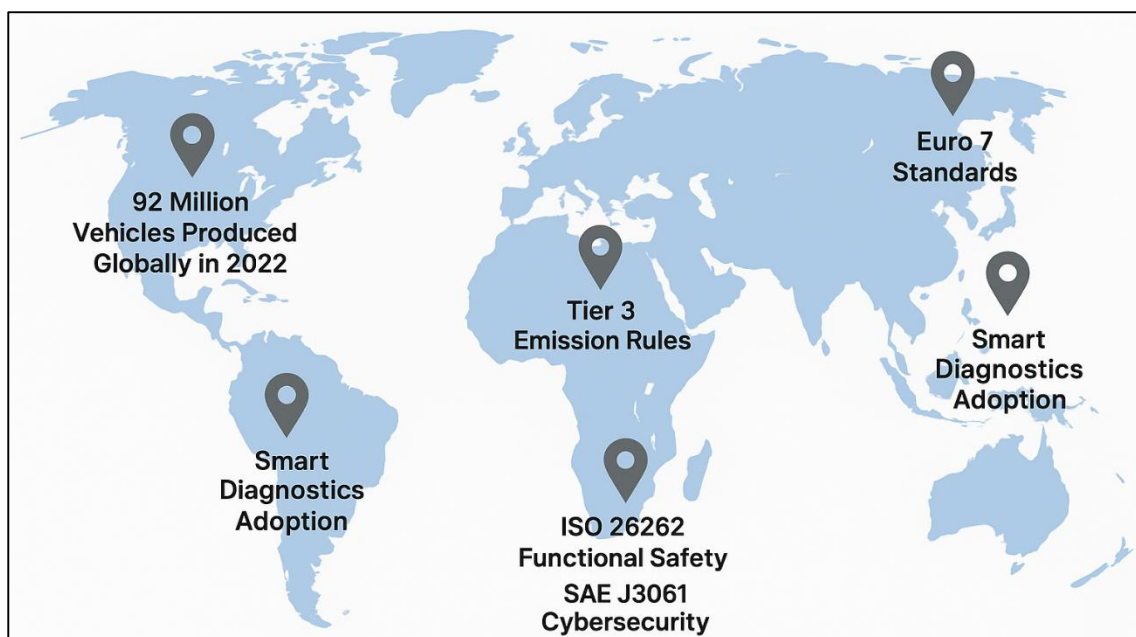 92 Million
Vehicles Produced
Globally in 2022
Euro 7
Standards
Tier 3
Emission Rules
Smart
Diagnostics
Adoption
Smart
Diagnostics
Adoption
ISO 26262
Functional Safety
SAE J3061
Cybersecurity